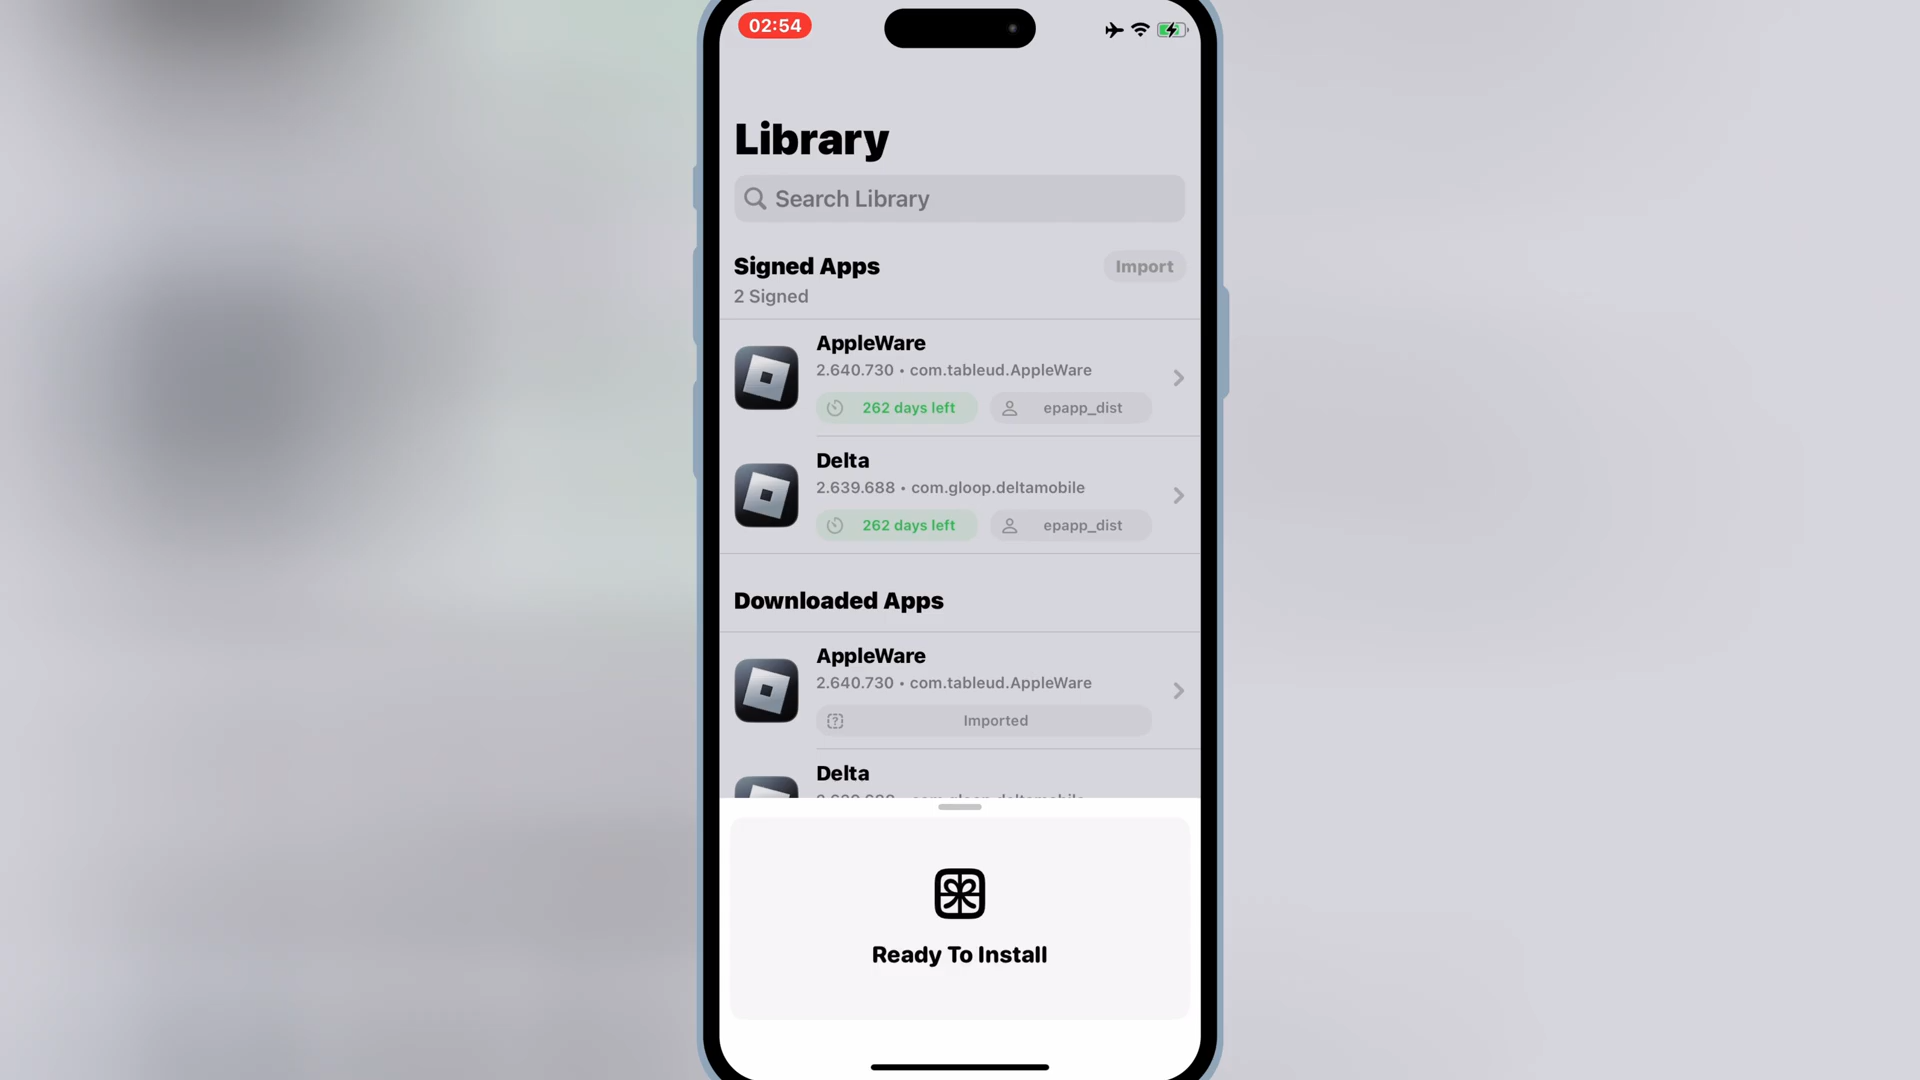 02:54
Library
Search Library
Signed Apps
Import
2 Signed
AppleWare
2.640.730 • com.tableud.AppleWare
262 days left
epapp_dist
Delta
2.639.688 • com.gloop.deltamobile
262 days left
epapp_dist
Downloaded Apps
AppleWare
2.640.730 • com.tableud.AppleWare
Imported
Delta
Ready To Install